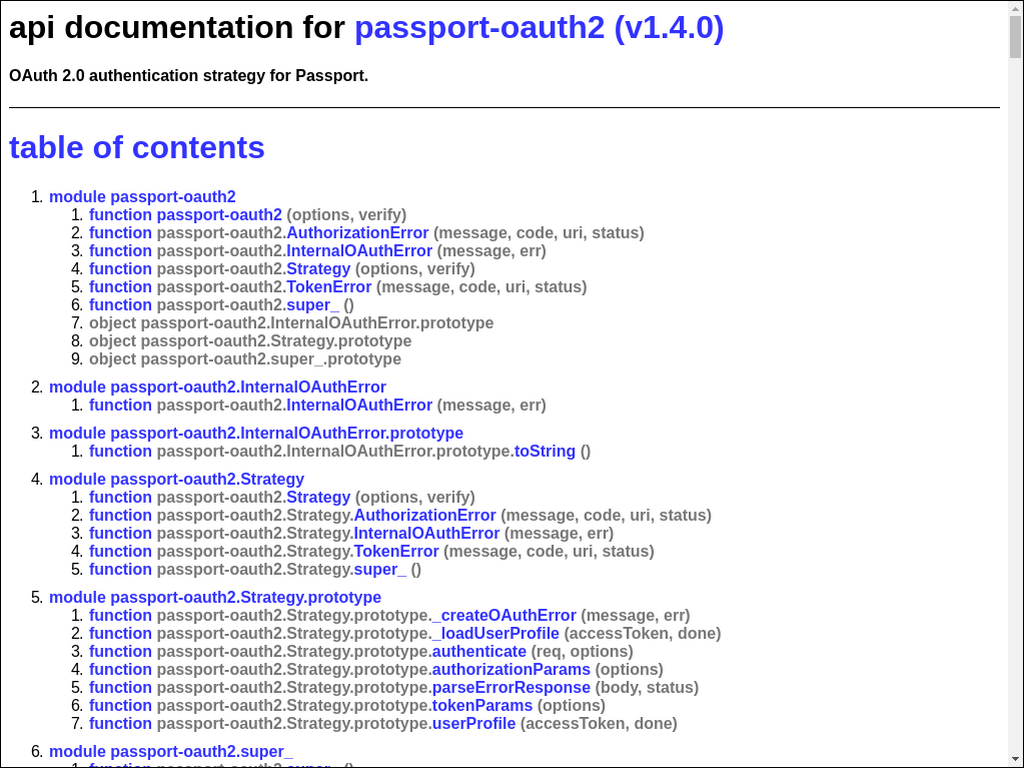 api documentation for passport-oauth2 (v1.4.0)
OAuth 2.0 authentication strategy for Passport.
table of contents
1. module passport-oauth2
1. function passport-oauth2 (options, verify)
2. function passport-oauth2.AuthorizationError (message, code, uri, status)
3. function passport-oauth2.InternalOAuthError (message, err)
4. function passport-oauth2.Strategy (options, verify)
5. function passport-oauth2.TokenError (message, code, uri, status)
6. function passport-oauth2.super_ ()
7. object passport-oauth2.InternalOAuthError.prototype
8. object passport-oauth2.Strategy.prototype
9. object passport-oauth2.super_.prototype
2. module passport-oauth2.InternalOAuthError
1. function passport-oauth2.InternalOAuthError (message, err)
3. module passport-oauth2.InternalOAuthError.prototype
1. function passport-oauth2.InternalOAuthError.prototype.toString ()
4. module passport-oauth2.Strategy
1. function passport-oauth2.Strategy (options, verify)
2. function passport-oauth2.Strategy.AuthorizationError (message, code, uri, status)
3. function passport-oauth2.Strategy.InternalOAuthError (message, err)
4. function passport-oauth2.Strategy.TokenError (message, code, uri, status)
5. function passport-oauth2.Strategy.super_ ()
5. module passport-oauth2.Strategy.prototype
1. function passport-oauth2.Strategy.prototype._createOAuthError (message, err)
2. function passport-oauth2.Strategy.prototype._loadUserProfile (accessToken, done)
3. function passport-oauth2.Strategy.prototype.authenticate (req, options)
4. function passport-oauth2.Strategy.prototype.authorizationParams (options)
5. function passport-oauth2.Strategy.prototype.parseErrorResponse (body, status)
6. function passport-oauth2.Strategy.prototype.tokenParams (options)
7. function passport-oauth2.Strategy.prototype.userProfile (accessToken, done)
6. module passport-oauth2.super_
1. function passport-oauth2.super_ ()